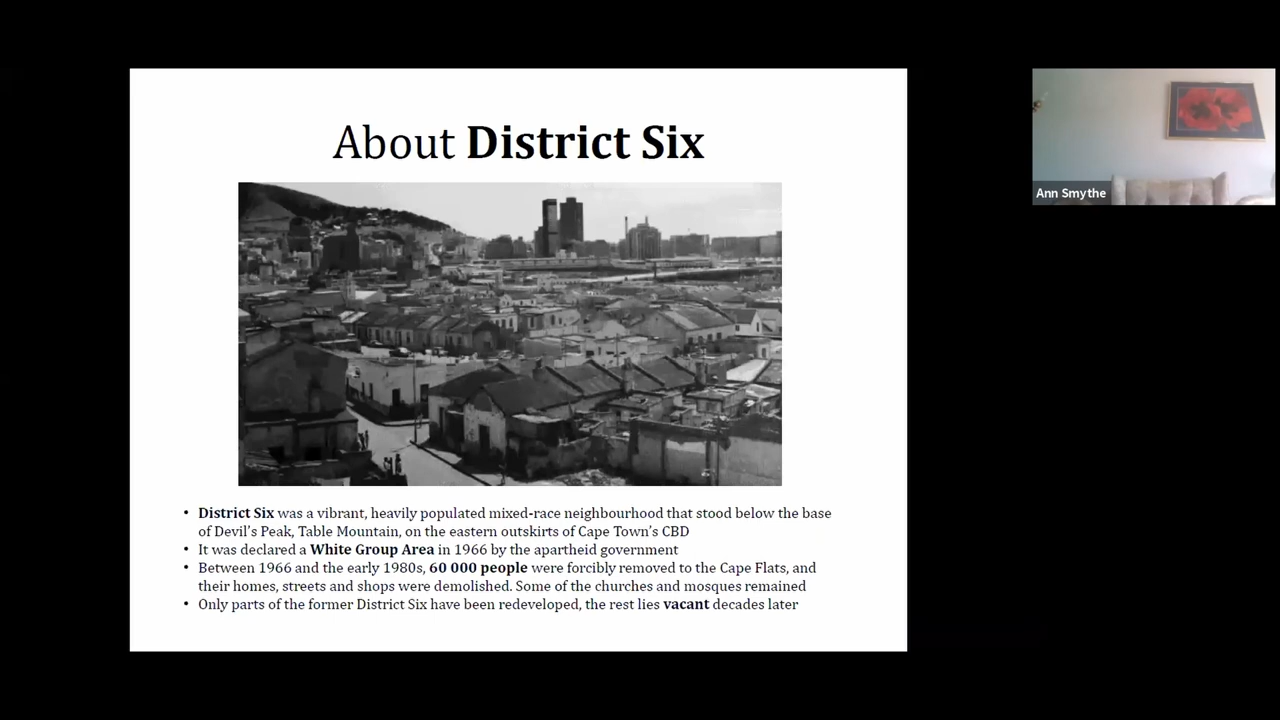 About District Six
• District Six was a vibrant, heavily populated mixed-race neighbourhood that stood below the base
of Devil's Peak, Table Mountain, on the eastern outskirts of Cape Town's CBD
• It was declared a White Group Area in 1966 by the apartheid government
• Between 1966 and the early 1980s, 60 000 people were forcibly removed to the Cape Flats, and
their homes, streets and shops were demolished. Some of the churches and mosques remained
• Only parts of the former District Six have been redeveloped, the rest lies vacant decades later
Ann Smythe